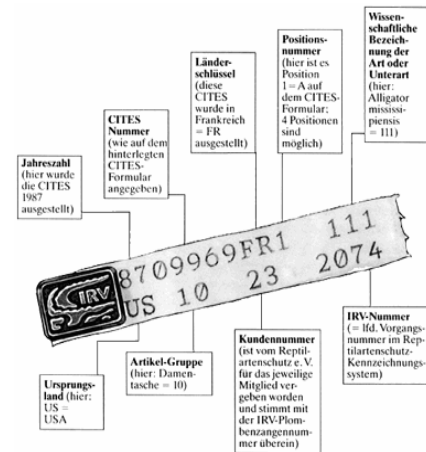 Wissen-
schaftliche
Bezeich-
nung der
Art oder
Unterart
(hier:
Alligator
mississi-
piensis
= 111)
Positions-
nummer
(hier ist es
Position
1 = A auf
dem CITES-
Formular;
4 Positionen
sind
möglich)
Länder-
schlüssel
(diese
CITES
wurde in
Frankreich
= FR
ausgestellt)
CITES
Nummer
(wie auf dem
hinterlegten
CITES-
Formular
angegeben)
Jahreszahl
(hier wurde
die CITES
1987
ausgestellt)
8709969FR1 111
IRV
US 10 23 2074
Ursprungs-
land (hier:
US =
USA
Artikel-Gruppe
(hier: Damen-
tasche = 10)
Kundennummer
(ist vom Reptil-
artenschutz e. V.
für das jeweilige
Mitglied ver-
geben worden
und stimmt mit
der IRV-Plom-
benzangennum-
mer überein)
IRV-Nummer
(= lfd. Vorgangs-
nummer im Rep-
tilartenschutz-
Kennzeichnungs-
system)